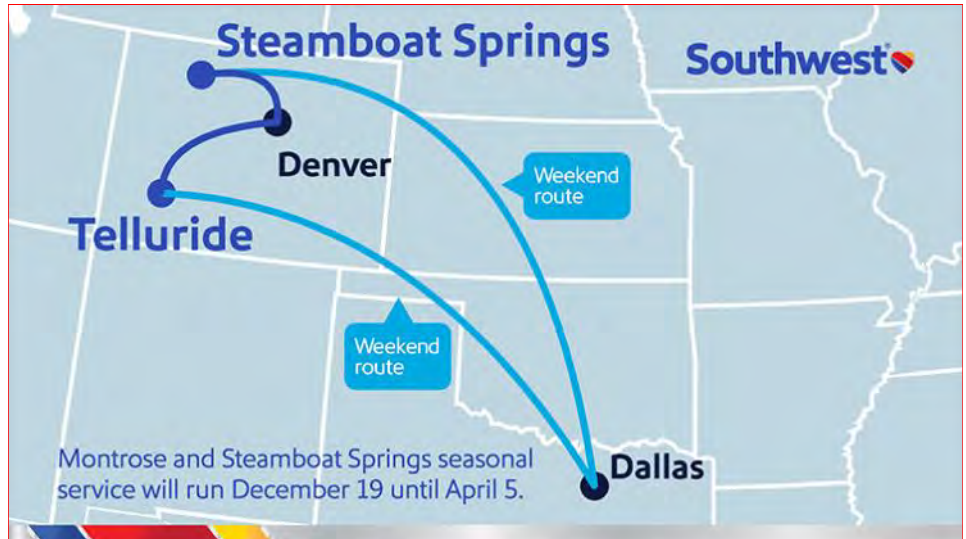 Steamboat Springs
Southwest®
Denver
Weekend
route
Telluride
Weekend
route
Dallas
Montrose and Steamboat Springs seasonal
service will run December 19 until April 5.